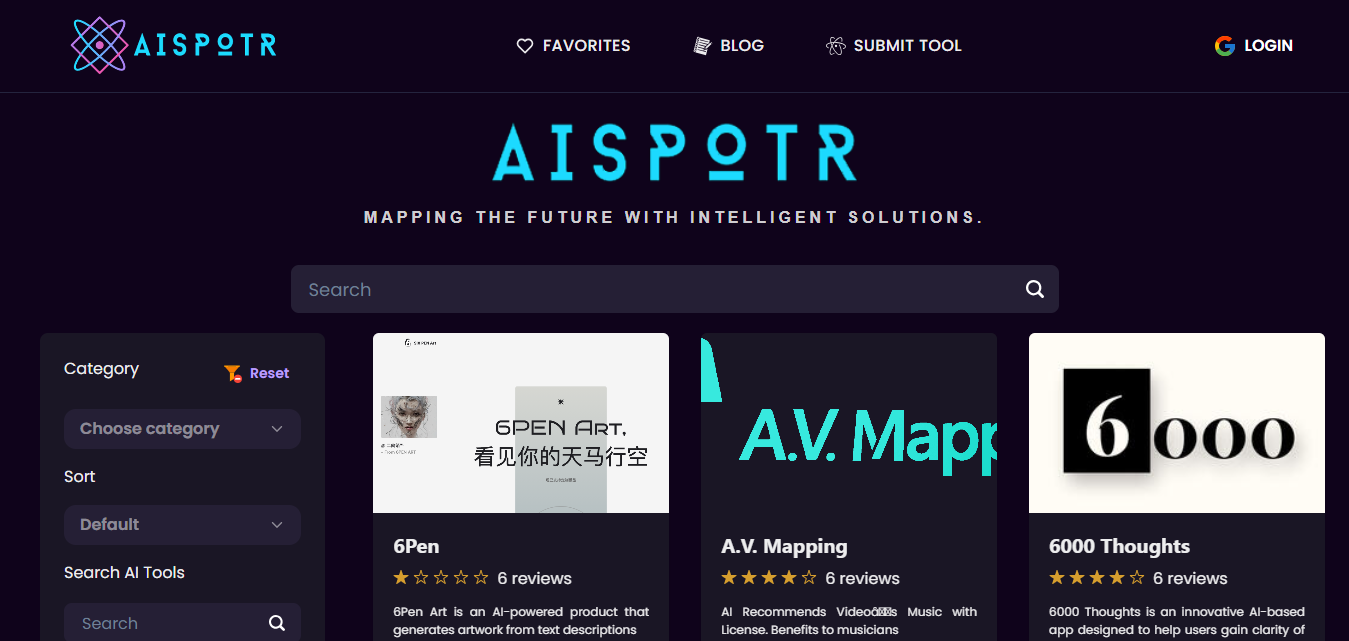 AISPOTR
FAVORITES
BLOG
SUBMIT TOOL
LOGIN
AISPOTR
MAPPING THE FUTURE WITH INTELLIGENT SOLUTIONS.
Search
Category
Reset
Choose category
Sort
Default
Search AI Tools
Search
6PEN ART,
看见你的天马行空
6Pen
6 reviews
6Pen Art is an AI-powered product that
generates artwork from text descriptions
A.V. Mapp
A.V. Mapping
6 reviews
AI Recommends Music with
License. Benefits to musicians
6000
6000 Thoughts
6 reviews
6000 Thoughts is an innovative AI-based
app designed to help users gain clarity of